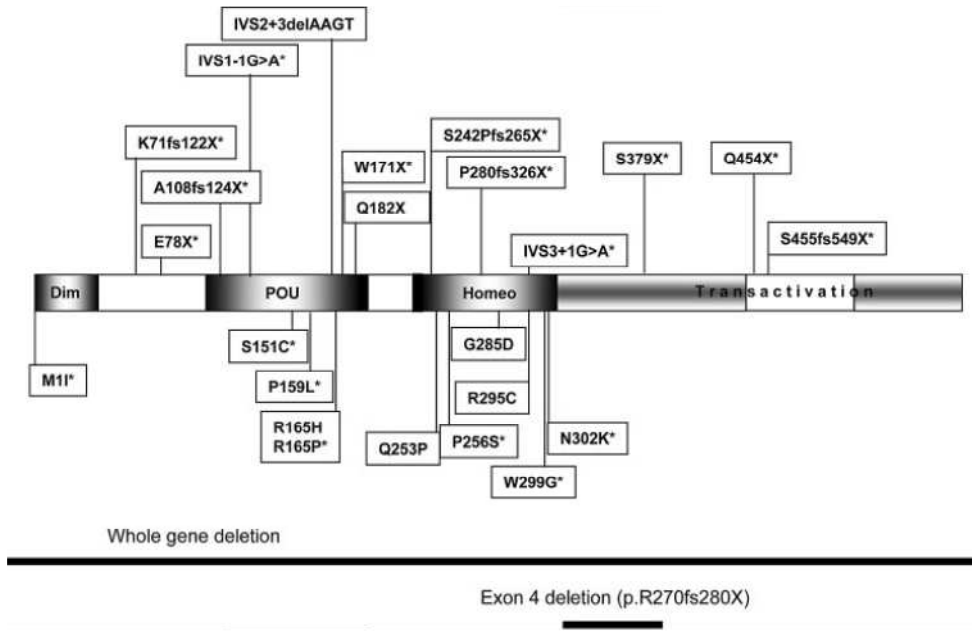 IVS2+3delAAGT
IVS1-1G>A*
K71fs122X*
S242Pfs265X*
W171X*
P280fs326X*
S379X*
Q454X*
A108fs124X*
Q182X
E78X*
IVS3+1G>A*
S455fs549X*
Dim
POU
Homeo
Transactivation
S151C*
G285D
M1I*
P159L*
R295C
R165H
R165P*
Q253P
P256S*
N302K*
W299G*
Whole gene deletion
Exon 4 deletion (p.R270fs280X)